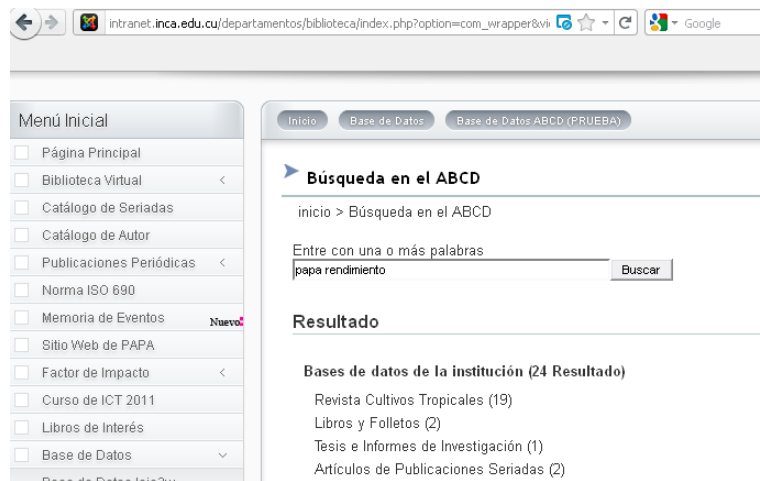 intranet.inca.edu.cu/departamentos/biblioteca/index.php?option=com_wrapper&vi
Google
Menú Inicial
Página Principal
Biblioteca Virtual
Catálogo de Seriadas
Catálogo de Autor
Publicaciones Periódicas
Norma ISO 690
Memoria de Eventos
Nuevo
Sitio Web de PAPA
Factor de Impacto
Curso de ICT 2011
Libros de Interés
Base de Datos
Inicio
Base de Datos
Base de Datos ABCD (PRUEBA)
Búsqueda en el ABCD
inicio > Búsqueda en el ABCD
Entre con una o más palabras
papa rendimiento
Buscar
Resultado
Bases de datos de la institución (24 Resultado)
Revista Cultivos Tropicales (19)
Libros y Folletos (2)
Tesis e Informes de Investigación (1)
Artículos de Publicaciones Seriadas (2)